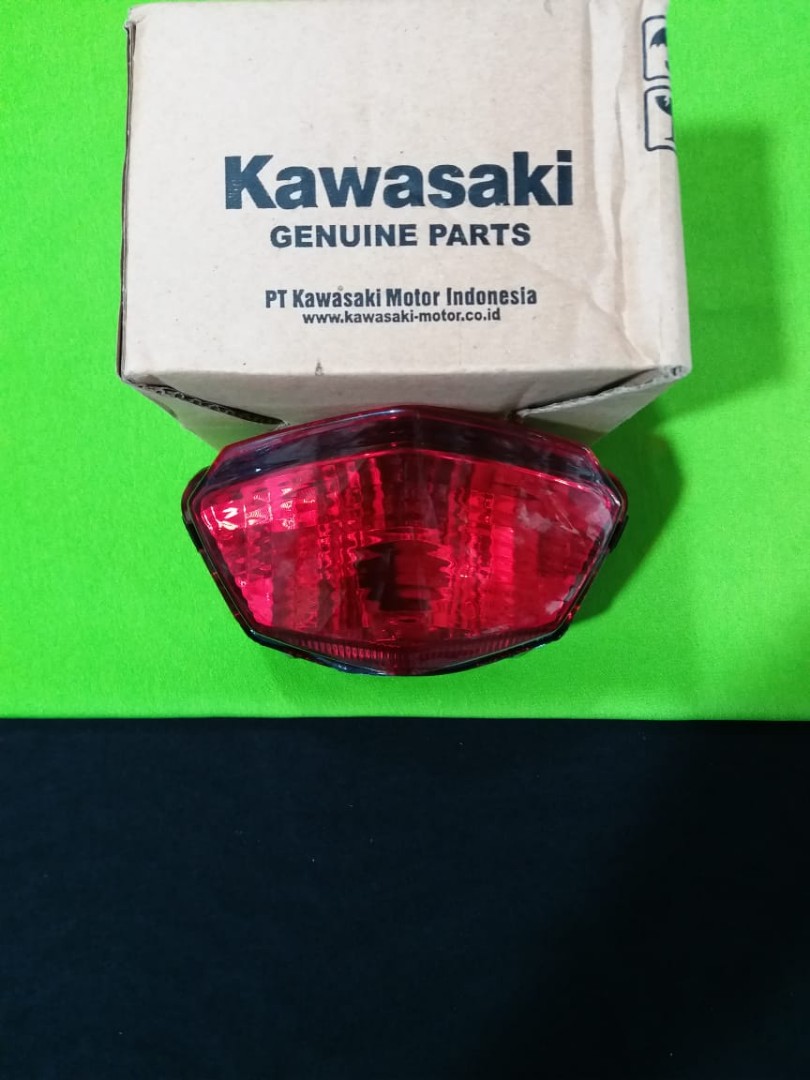 Kawasaki
GENUINE PARTS
PT Kawasaki Motor Indonesia
www.kawasaki-motor.co.id